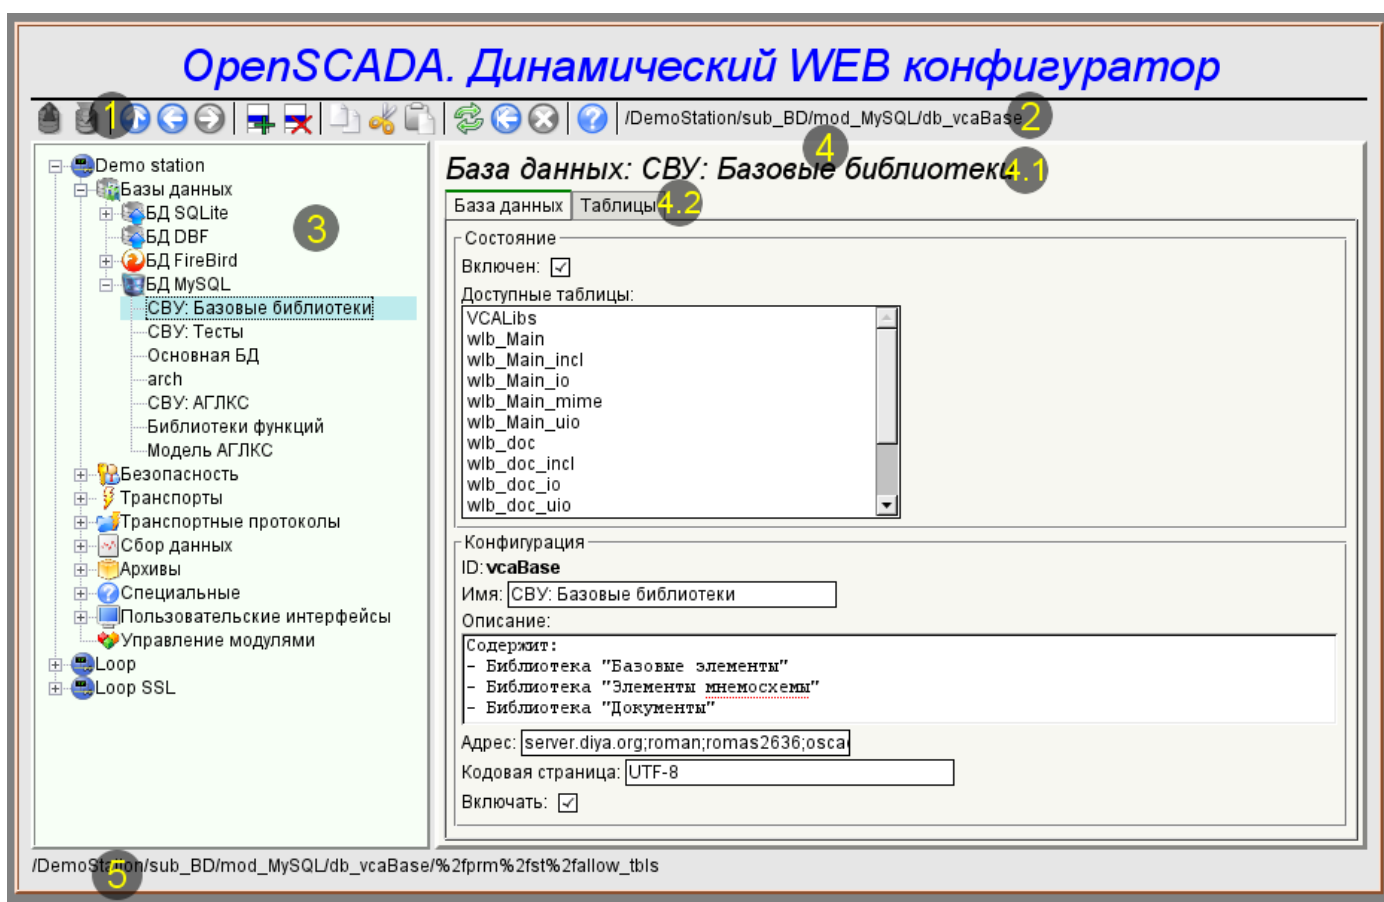 OpenSCADA. Динамический WEB конфигуратор
1
/DemoStation/sub_BD/mod_MySQL/db_vcaBase
2
Demo station
Базы данных
БД SQLite
БД DBF
БД FireBird
БД MySQL
СВУ: Базовые библиотеки
СВУ: Тесты
Основная БД
arch
СВУ: АГЛКС
Библиотеки функций
Модель АГЛКС
Безопасность
Транспорты
Транспортные протоколы
Сбор данных
Архивы
Специальные
Пользовательские интерфейсы
Управление модулями
Loop
Loop SSL
3
4
База данных: СВУ: Базовые библиотеки
4.1
База данных
Таблицы
4.2
Состояние
Включен:
Доступные таблицы:
VCALibs
wlb_Main
wlb_Main_incl
wlb_Main_io
wlb_Main_mime
wlb_Main_uio
wlb_doc
wlb_doc_incl
wlb_doc_io
wlb_doc_uio
Конфигурация
ID: vcaBase
Имя: СВУ: Базовые библиотеки
Описание:
Содержит:
- Библиотека "Базовые элементы"
- Библиотека "Элементы мнемосхемы"
- Библиотека "Документы"
Адрес: server.diya.org;roman;romas2636;osca
Кодовая страница: UTF-8
Включать:
/DemoStation/sub_BD/mod_MySQL/db_vcaBase/%2fprm%2fst%2fallow_tbls
5